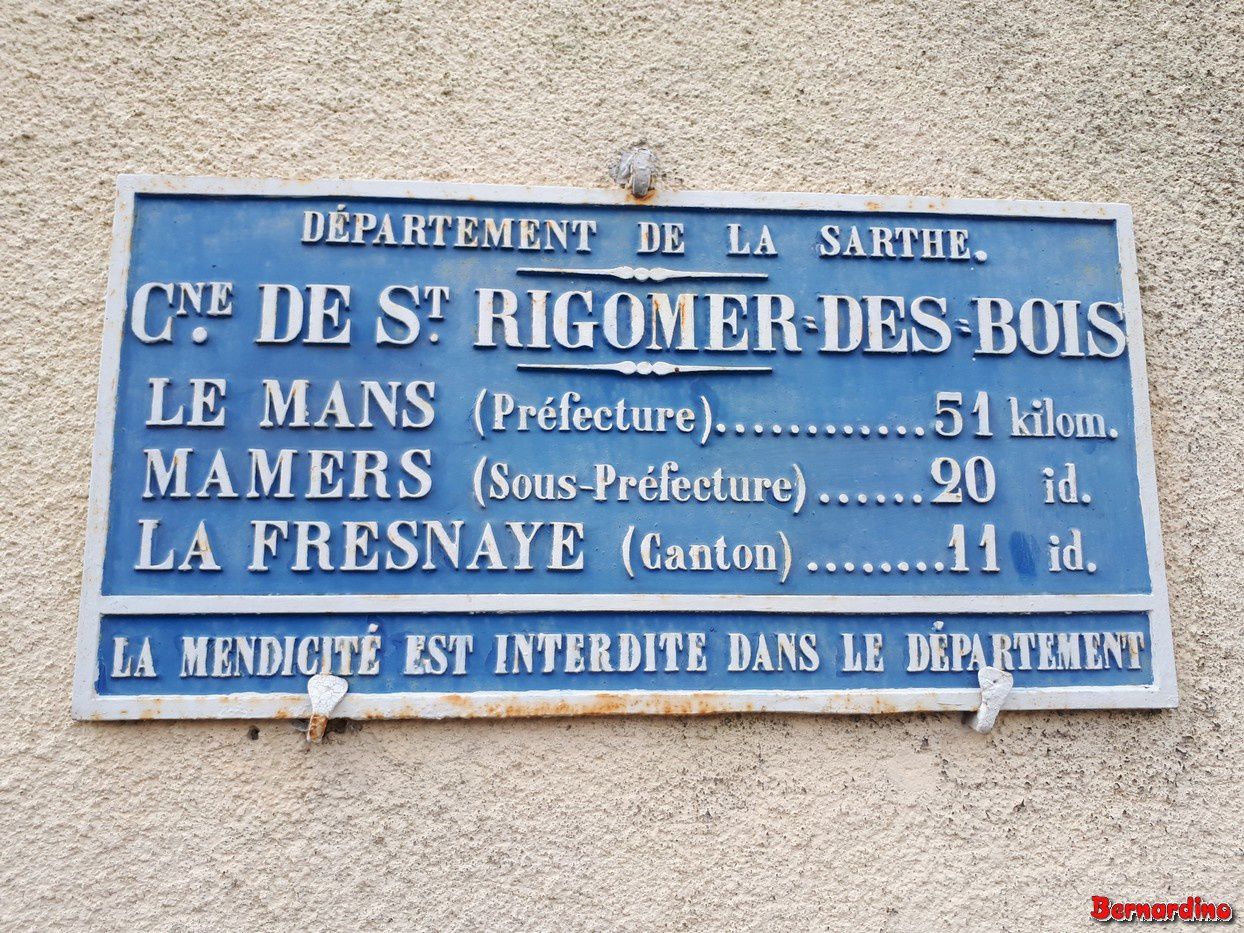 DÉPARTEMENT DE LA SARTHE.
CNE. DE ST. RIGOMER=DES=BOIS
LE MANS (Préfecture)............51 kilom.
MAMERS (Sous-Préfecture)......20 id.
LA FRESNAYE (Canton)........11 id.
LA MENDICITÉ EST INTERDITE DANS LE DÉPARTEMENT
Bernardino